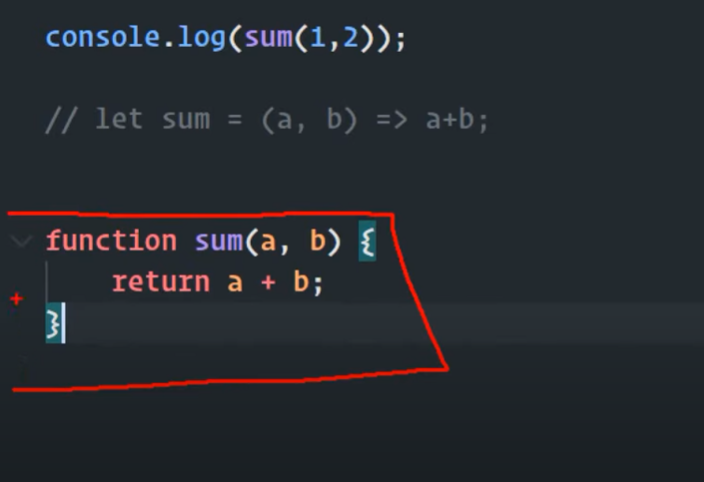 console.log(sum(1,2));
// let sum = (a, b) => a+b;
function sum(a, b) {
return a + b;
}